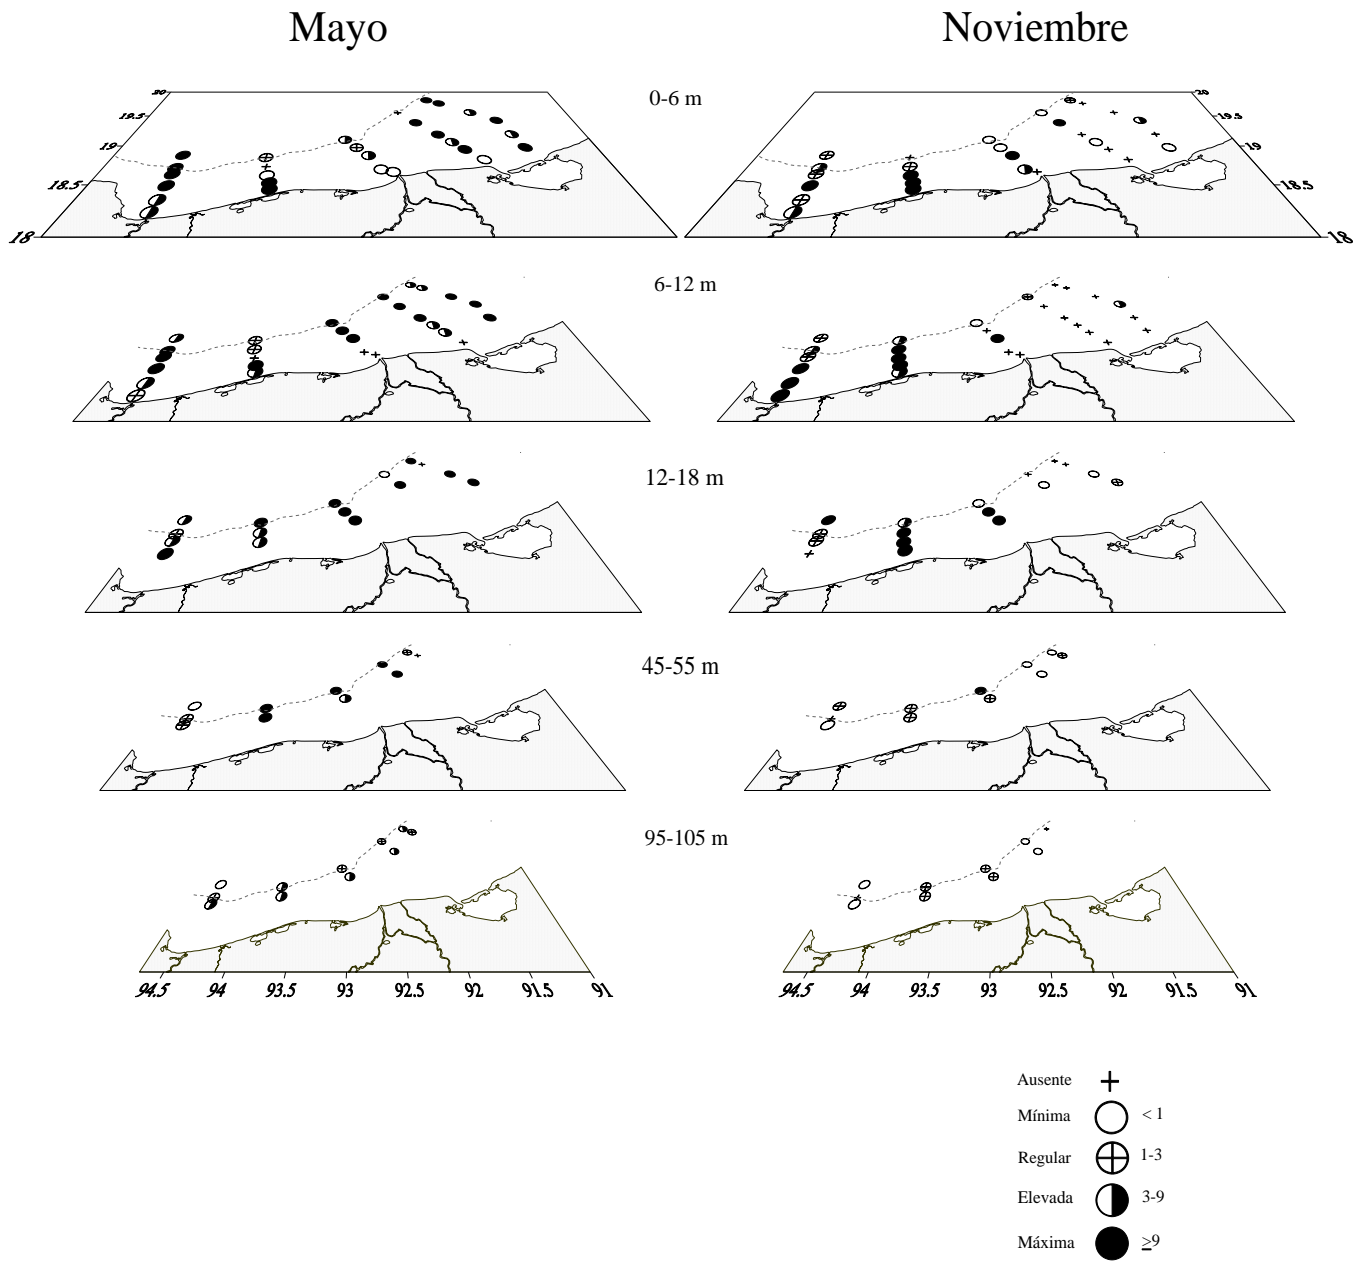 Mayo
Noviembre
0-6 m
20
19.5
19
18.5
18
20
19.5
19
18.5
18
6-12 m
12-18 m
45-55 m
95-105 m
94.5 94 93.5 93 92.5 92 91.5 91
94.5 94 93.5 93 92.5 92 91.5 91
Ausente
Mínima < 1
Regular 1-3
Elevada 3-9
Máxima ≥9